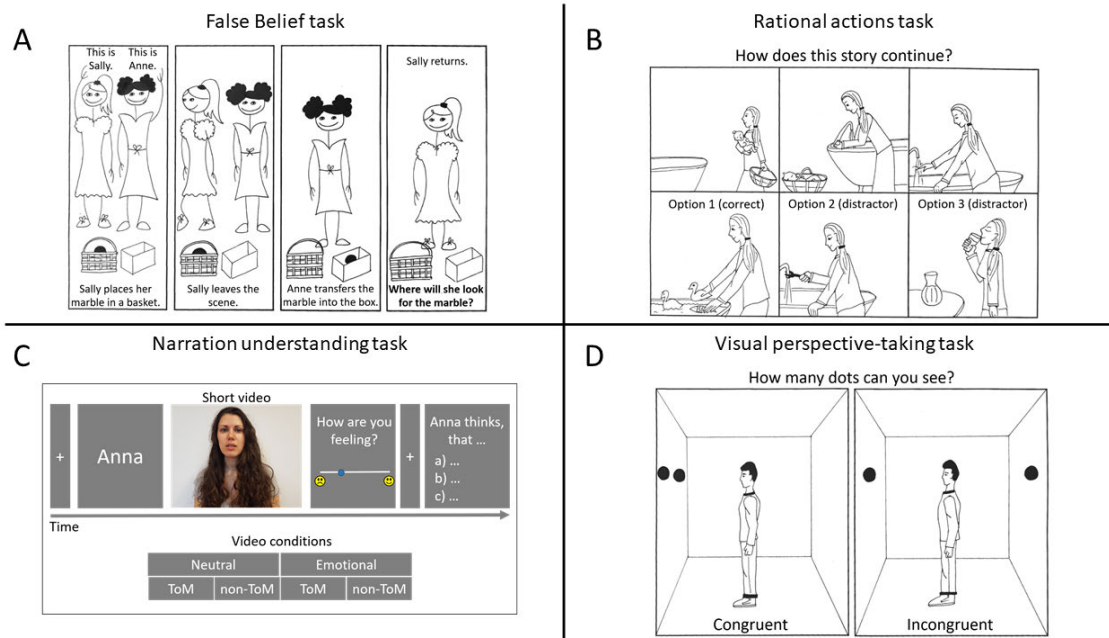 A
False Belief task
This is
Sally.
This is
Anne.
Sally places her
marble in a basket.
Sally leaves the
scene.
Anne transfers the
marble into the box.
Sally returns.
Where will she look
for the marble?
B
Rational actions task
How does this story continue?
Option 1 (correct)
Option 2 (distractor)
Option 3 (distractor)
C
Narration understanding task
Short video
+
Anna
How are you
feeling?
+
Anna thinks,
that ...
a) ...
b) ...
c) ...
Time
Video conditions
Neutral
Emotional
ToM
non-ToM
ToM
non-ToM
D
Visual perspective-taking task
How many dots can you see?
Congruent
Incongruent